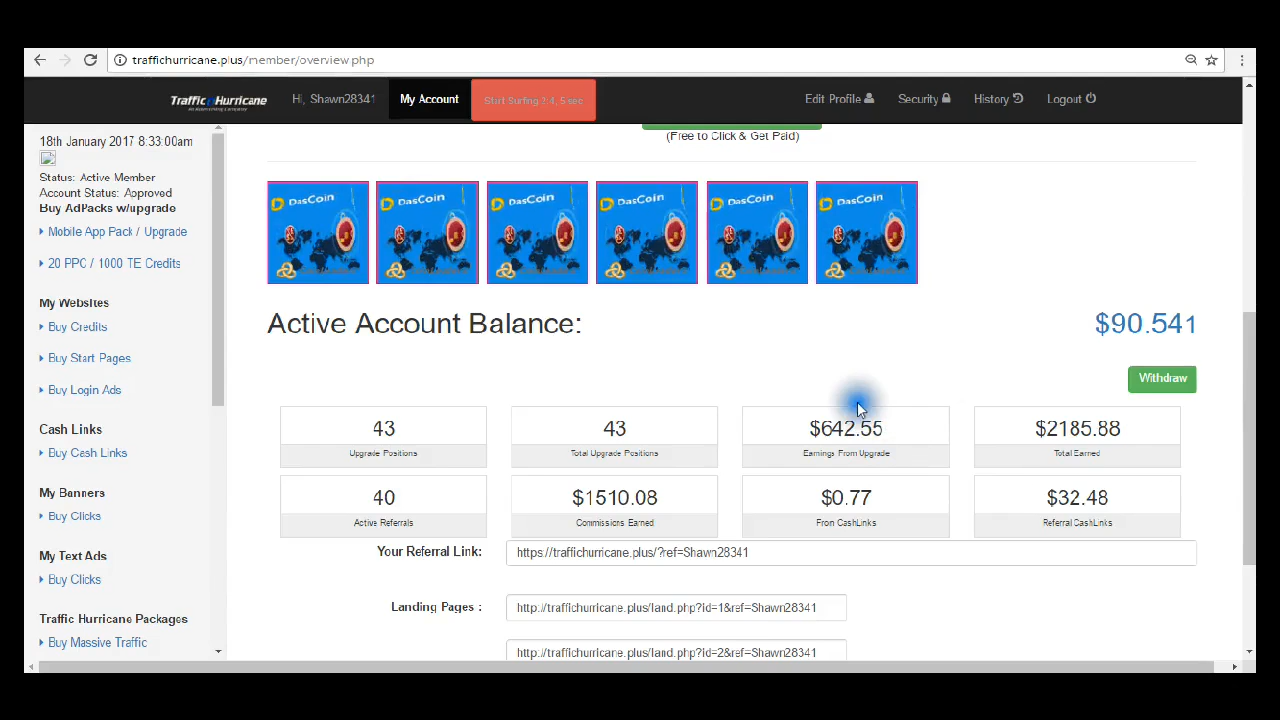 traffichurricane.plus/member/overview.php
Traffic Hurricane
Hi, Shawn28341
My Account
Start Surfing 3:4, 5 sec
Edit Profile
Security
History
Logout
18th January 2017 8:33:00am
Status: Active Member
Account Status: Approved
Buy AdPacks w/upgrade
Mobile App Pack / Upgrade
20 PPC / 1000 TE Credits
My Websites
Buy Credits
Buy Start Pages
Buy Login Ads
Cash Links
Buy Cash Links
My Banners
Buy Clicks
My Text Ads
Buy Clicks
Traffic Hurricane Packages
Buy Massive Traffic
(Free to Click & Get Paid)
DasCoin DasCoin DasCoin DasCoin DasCoin DasCoin
Active Account Balance: $90.541
Withdraw
43 43 $642.55 $2185.88
Upgrade Positions Total Upgrade Positions Earnings From Upgrade Total Earned
40 $1510.08 $0.77 $32.48
Active Referrals Commissions Earned From CashLinks Referral CashLinks
Your Referral Link: https://traffichurricane.plus/?ref=Shawn28341
Landing Pages : http://traffichurricane.plus/land.php?id=1&ref=Shawn28341
http://traffichurricane.plus/land.php?id=2&ref=Shawn28341